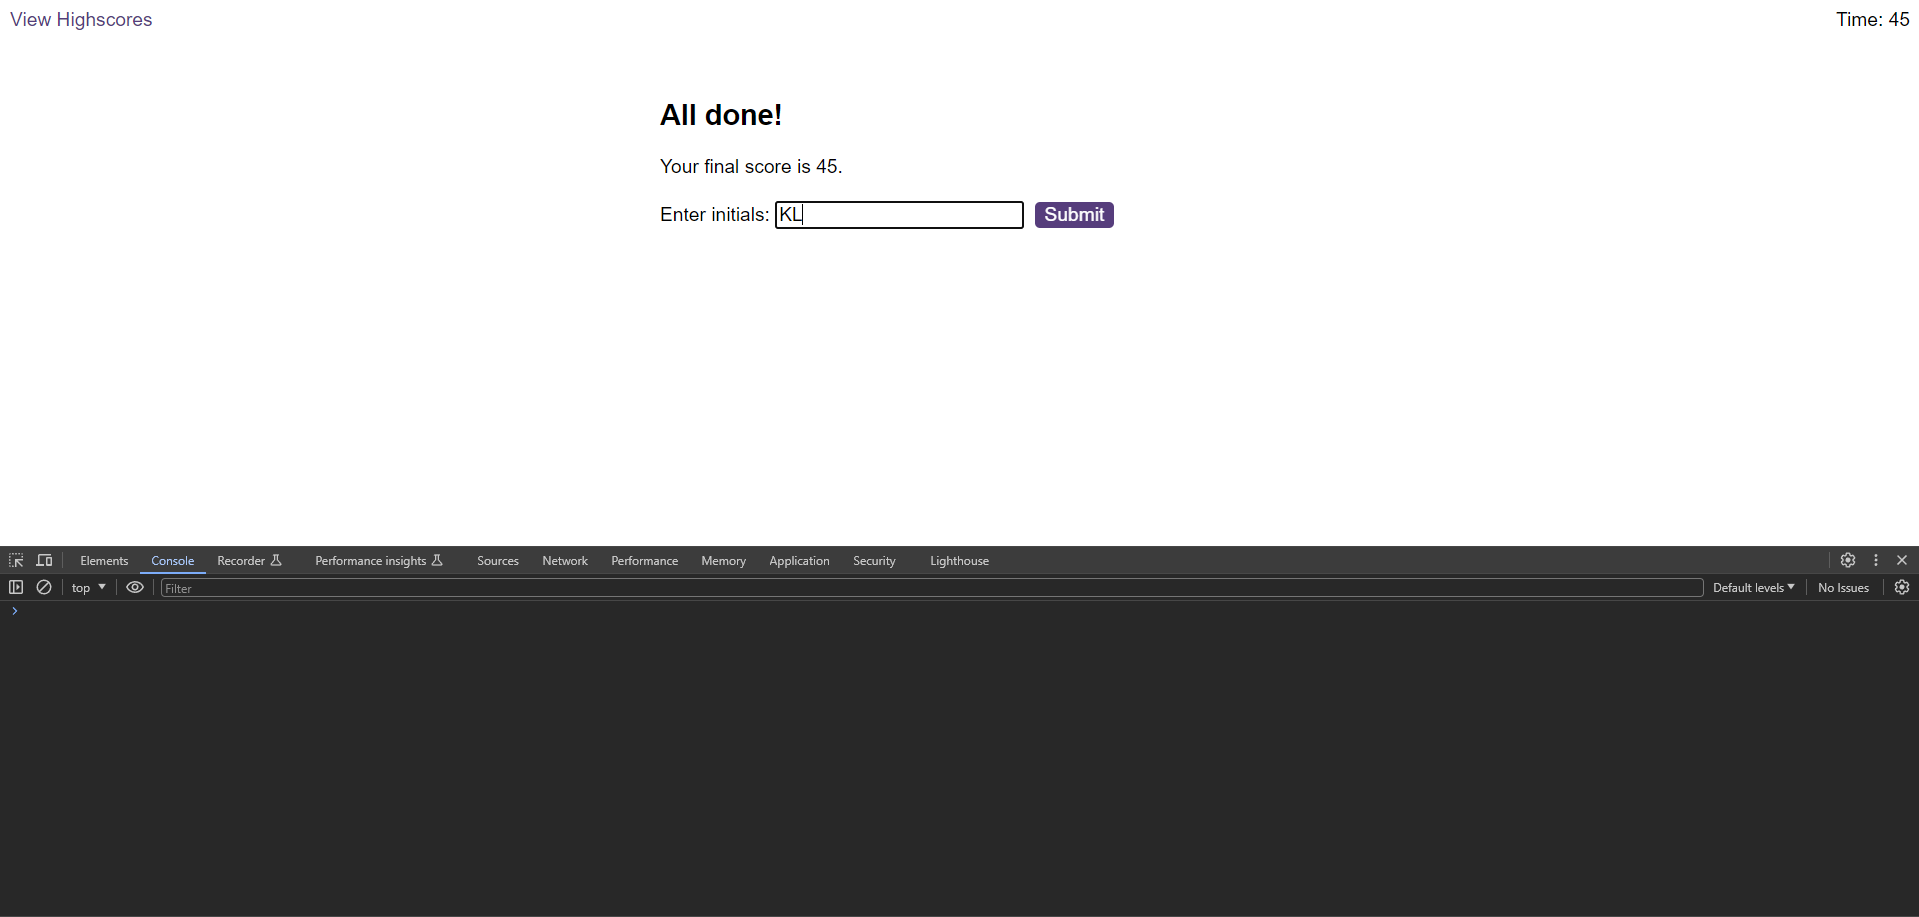 View Highscores
Time: 45
All done!
Your final score is 45.
Enter initials: KL Submit
Elements Console Recorder Performance insights Sources Network Performance Memory Application Security Lighthouse
top Filter Default levels No Issues